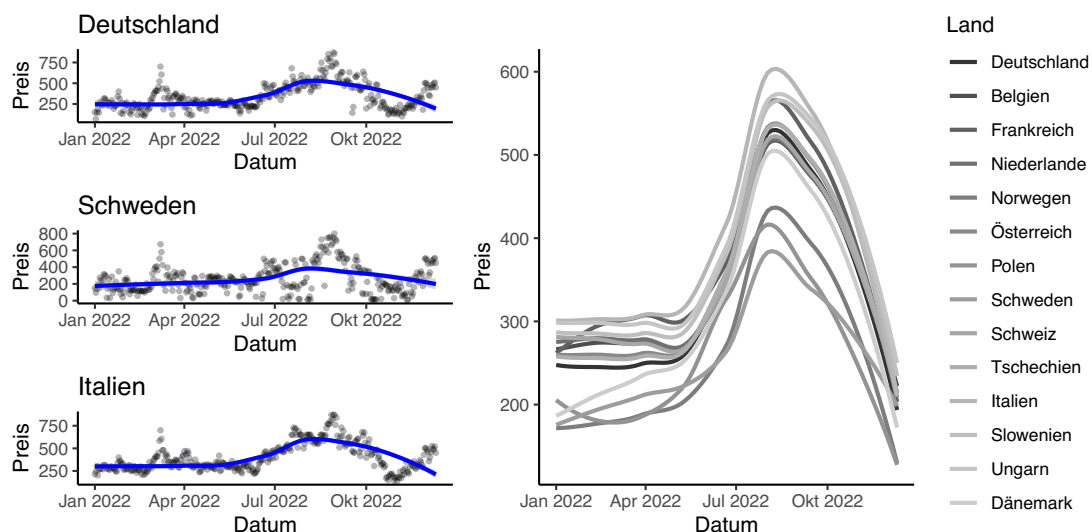 Deutschland
Preis
750
500
250
Jan 2022 Apr 2022 Jul 2022 Okt 2022
Datum
Schweden
Preis
800
600
400
200
0
Jan 2022 Apr 2022 Jul 2022 Okt 2022
Datum
Italien
Preis
750
500
250
Jan 2022 Apr 2022 Jul 2022 Okt 2022
Datum
Preis
600
500
400
300
200
Jan 2022 Apr 2022 Jul 2022 Okt 2022
Datum
Land
Deutschland
Belgien
Frankreich
Niederlande
Norwegen
Österreich
Polen
Schweden
Schweiz
Tschechien
Italien
Slowenien
Ungarn
Dänemark